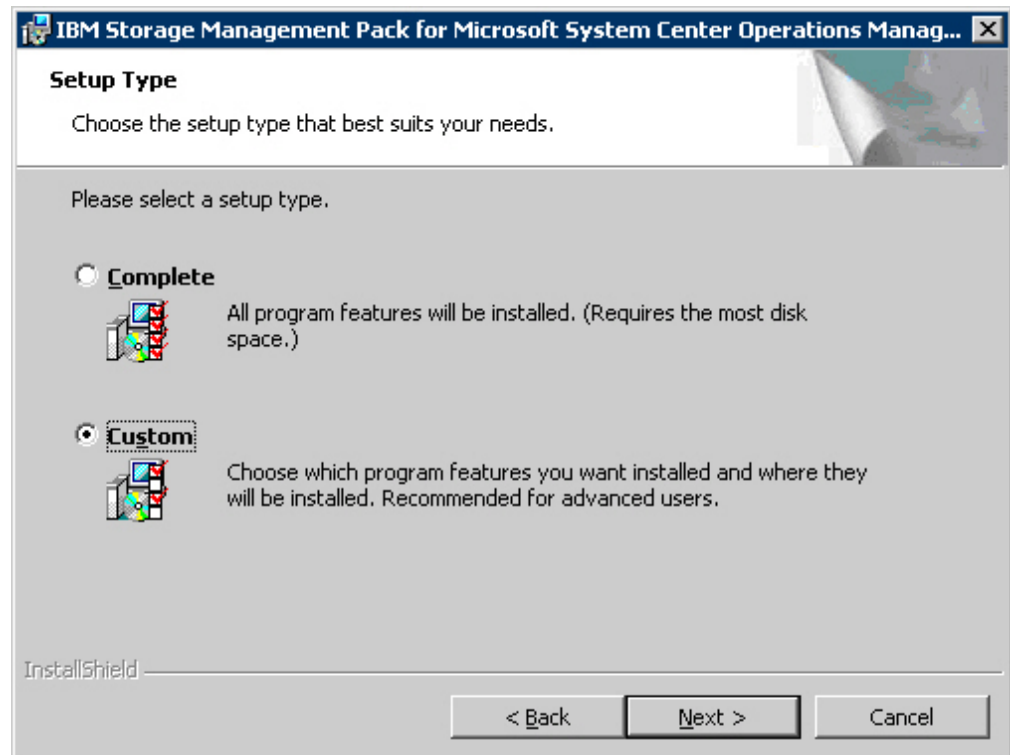 IBM Storage Management Pack for Microsoft System Center Operations Manag...
Setup Type
Choose the setup type that best suits your needs.
Please select a setup type.
Complete
All program features will be installed. (Requires the most disk
space.)
Custom
Choose which program features you want installed and where they
will be installed. Recommended for advanced users.
InstallShield
< Back
Next >
Cancel